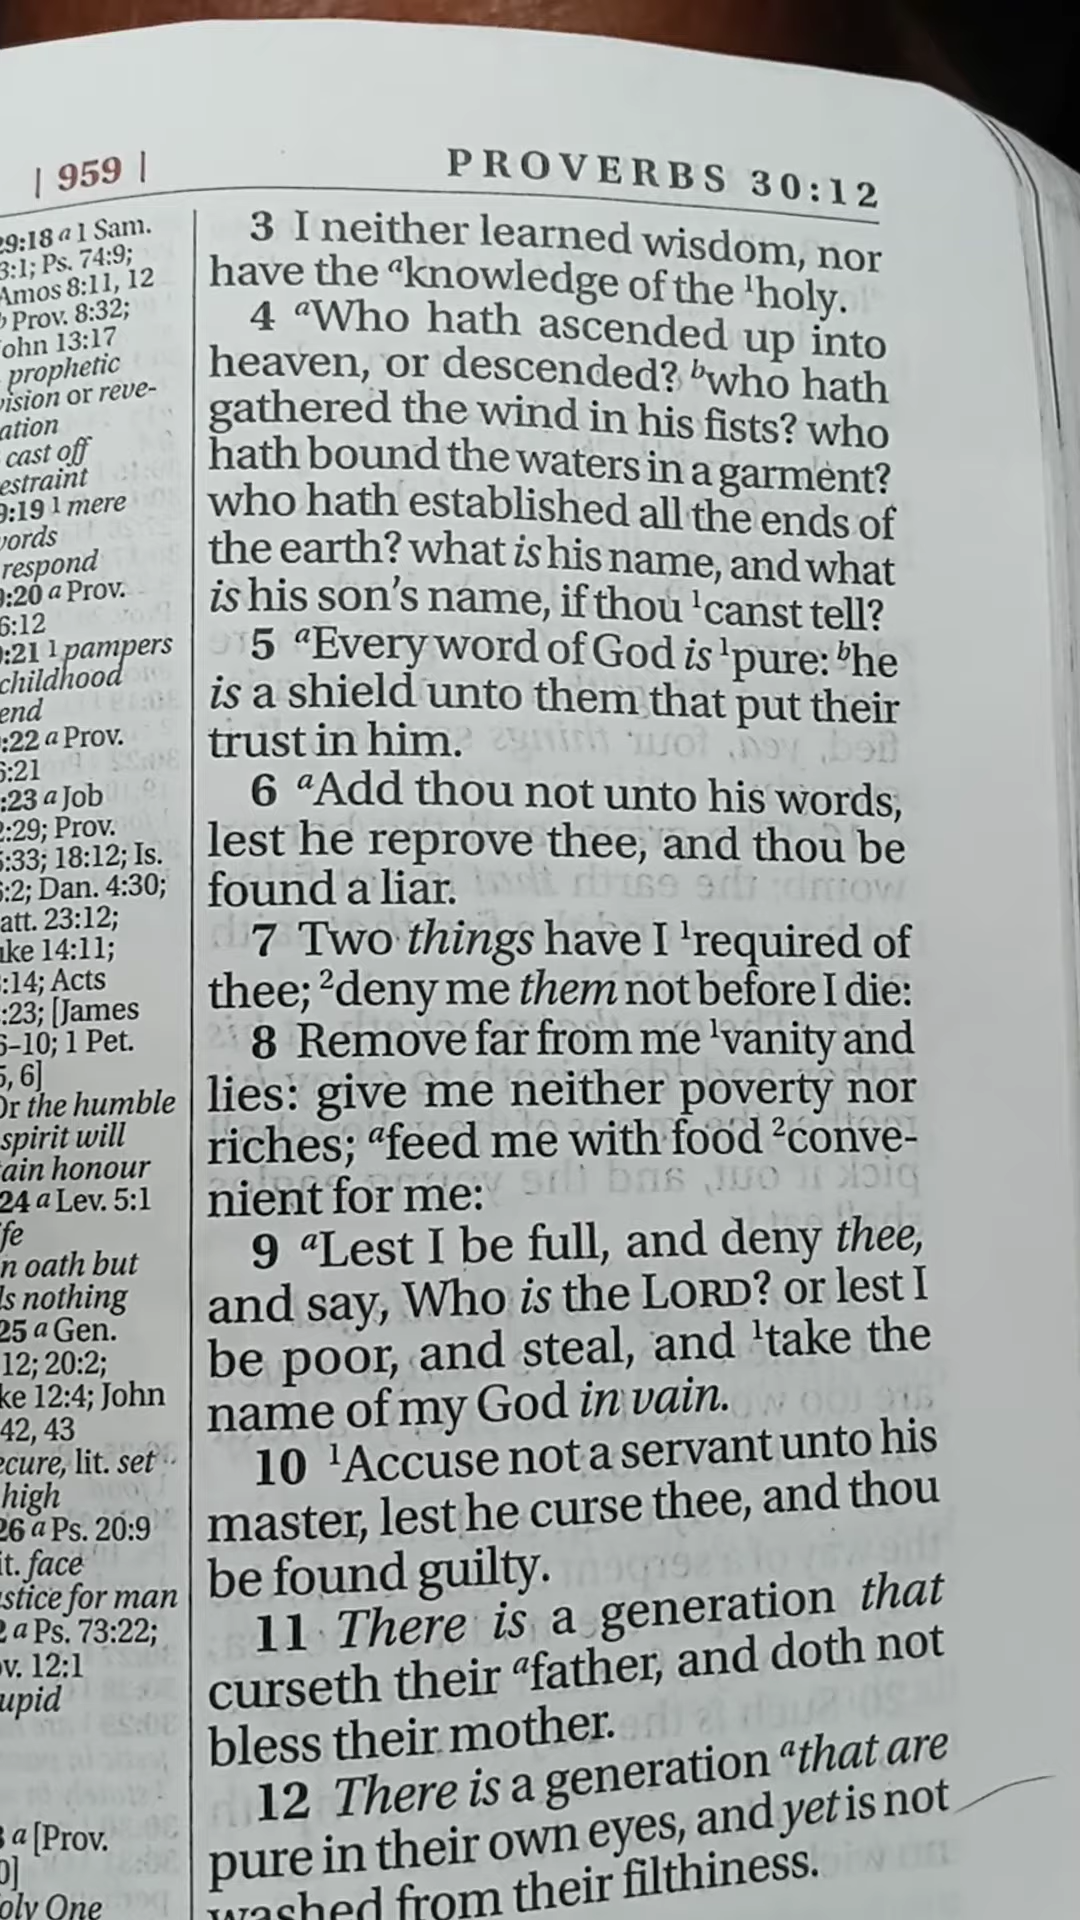 | 959 |
PROVERBS 30:12
29:18 a 1 Sam.
3:1; Ps. 74:9;
Amos 8:11, 12
b Prov. 8:32;
John 13:17
prophetic
vision or reve-
ation
cast off
estraint
9:19 1 mere
words
respond
9:20 a Prov.
6:12
:21 1 pampers
childhood
end
:22 a Prov.
5:21
:23 a Job
2:29; Prov.
5:33; 18:12; Is.
6:2; Dan. 4:30;
att. 23:12;
uke 14:11;
:14; Acts
:23; [James
6–10; 1 Pet.
5, 6]
Or the humble
spirit will
ain honour
24 a Lev. 5:1
fe
n oath but
ls nothing
25 a Gen.
12; 20:2;
ke 12:4; John
42, 43
ecure, lit. set
high
26 a Ps. 20:9
it. face
stice for man
2 a Ps. 73:22;
ov. 12:1
upid
a [Prov.
0]
oly One
3 I neither learned wisdom, nor
have the aknowledge of the 1holy.
4 aWho hath ascended up into
heaven, or descended? bwho hath
gathered the wind in his fists? who
hath bound the waters in a garment?
who hath established all the ends of
the earth? what is his name, and what
is his son's name, if thou 1canst tell?
5 aEvery word of God is 1pure: bhe
is a shield unto them that put their
trust in him.
6 aAdd thou not unto his words,
lest he reprove thee, and thou be
found a liar.
7 Two things have I 1required of
thee; 2deny me them not before I die:
8 Remove far from me 1vanity and
lies: give me neither poverty nor
riches; afeed me with food 2conve-
nient for me:
9 aLest I be full, and deny thee,
and say, Who is the LORD? or lest I
be poor, and steal, and 1take the
name of my God in vain.
10 1Accuse not a servant unto his
master, lest he curse thee, and thou
be found guilty.
11 There is a generation that
curseth their afather, and doth not
bless their mother.
12 There is a generation athat are
pure in their own eyes, and yet is not
washed from their filthiness.